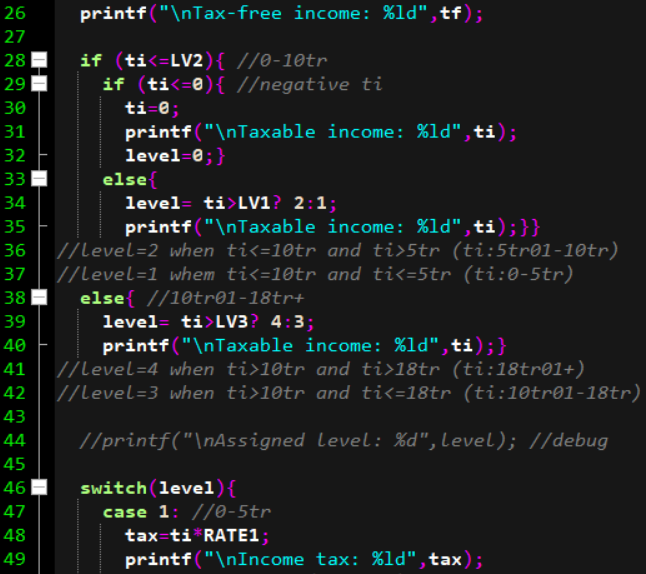 26 printf("\nTax-free income: %ld",tf);
27
28 if (ti<=LV2){ //0-10tr
29 if (ti<=0){ //negative ti
30 ti=0;
31 printf("\nTaxable income: %ld",ti);
32 level=0;}
33 else{
34 level= ti>LV1? 2:1;
35 printf("\nTaxable income: %ld",ti);}}
36 //level=2 when ti<=10tr and ti>5tr (ti:5tr01-10tr)
37 //level=1 whem ti<=10tr and ti<=5tr (ti:0-5tr)
38 else{ //10tr01-18tr+
39 level= ti>LV3? 4:3;
40 printf("\nTaxable income: %ld",ti);}
41 //level=4 when ti>10tr and ti>18tr (ti:18tr01+)
42 //level=3 when ti>10tr and ti<=18tr (ti:10tr01-18tr)
43
44 //printf("\nAssigned level: %d",level); //debug
45
46 switch(level){
47 case 1: //0-5tr
48 tax=ti*RATE1;
49 printf("\nIncome tax: %ld",tax);